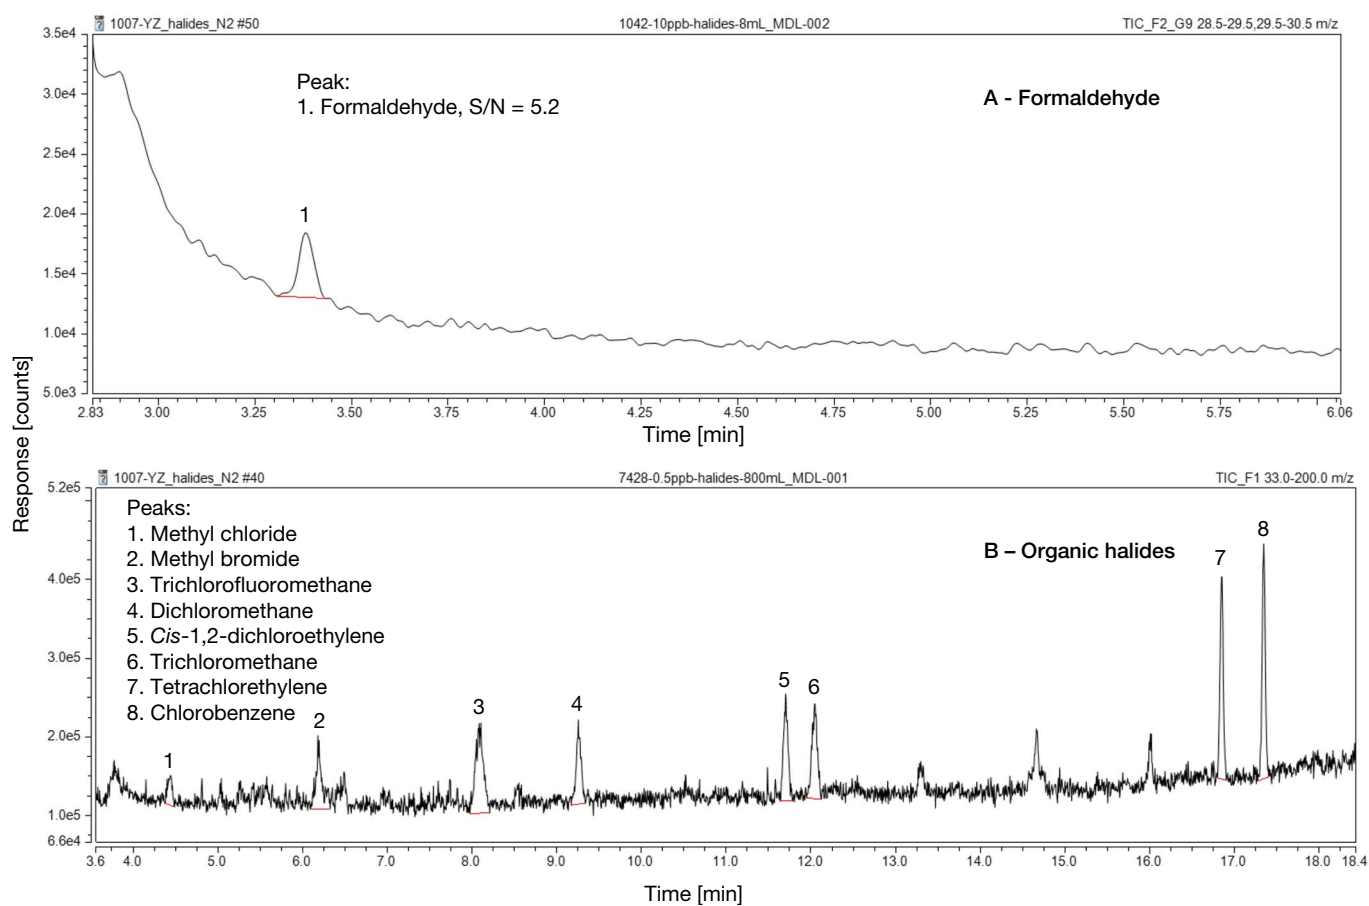 1007-YZ_halides_N2 #50 1042-10ppb-halides-8mL_MDL-002 TIC_F2_G9 28.5-29.5,29.5-30.5 m/z
3.5e4
Peak:
1. Formaldehyde, S/N = 5.2
A - Formaldehyde
3.0e4
2.5e4
2.0e4
1
1.5e4
1.0e4
5.0e3
2.83 3.00 3.25 3.50 3.75 4.00 4.25 4.50 4.75 5.00 5.25 5.50 5.75 6.06
Time [min]
Response [counts]
1007-YZ_halides_N2 #40 7428-0.5ppb-halides-800mL_MDL-001 TIC_F1 33.0-200.0 m/z
5.2e5
Peaks:
1. Methyl chloride
2. Methyl bromide
3. Trichlorofluoromethane
4. Dichloromethane
5. Cis-1,2-dichloroethylene
6. Trichloromethane
7. Tetrachlorethylene
8. Chlorobenzene
B – Organic halides
4.0e5
3.0e5
2.0e5
1.0e5
6.6e4
1 2 3 4 5 6 7 8
3.6 4.0 5.0 6.0 7.0 8.0 9.0 10.0 11.0 12.0 13.0 14.0 15.0 16.0 17.0 18.0 18.4
Time [min]